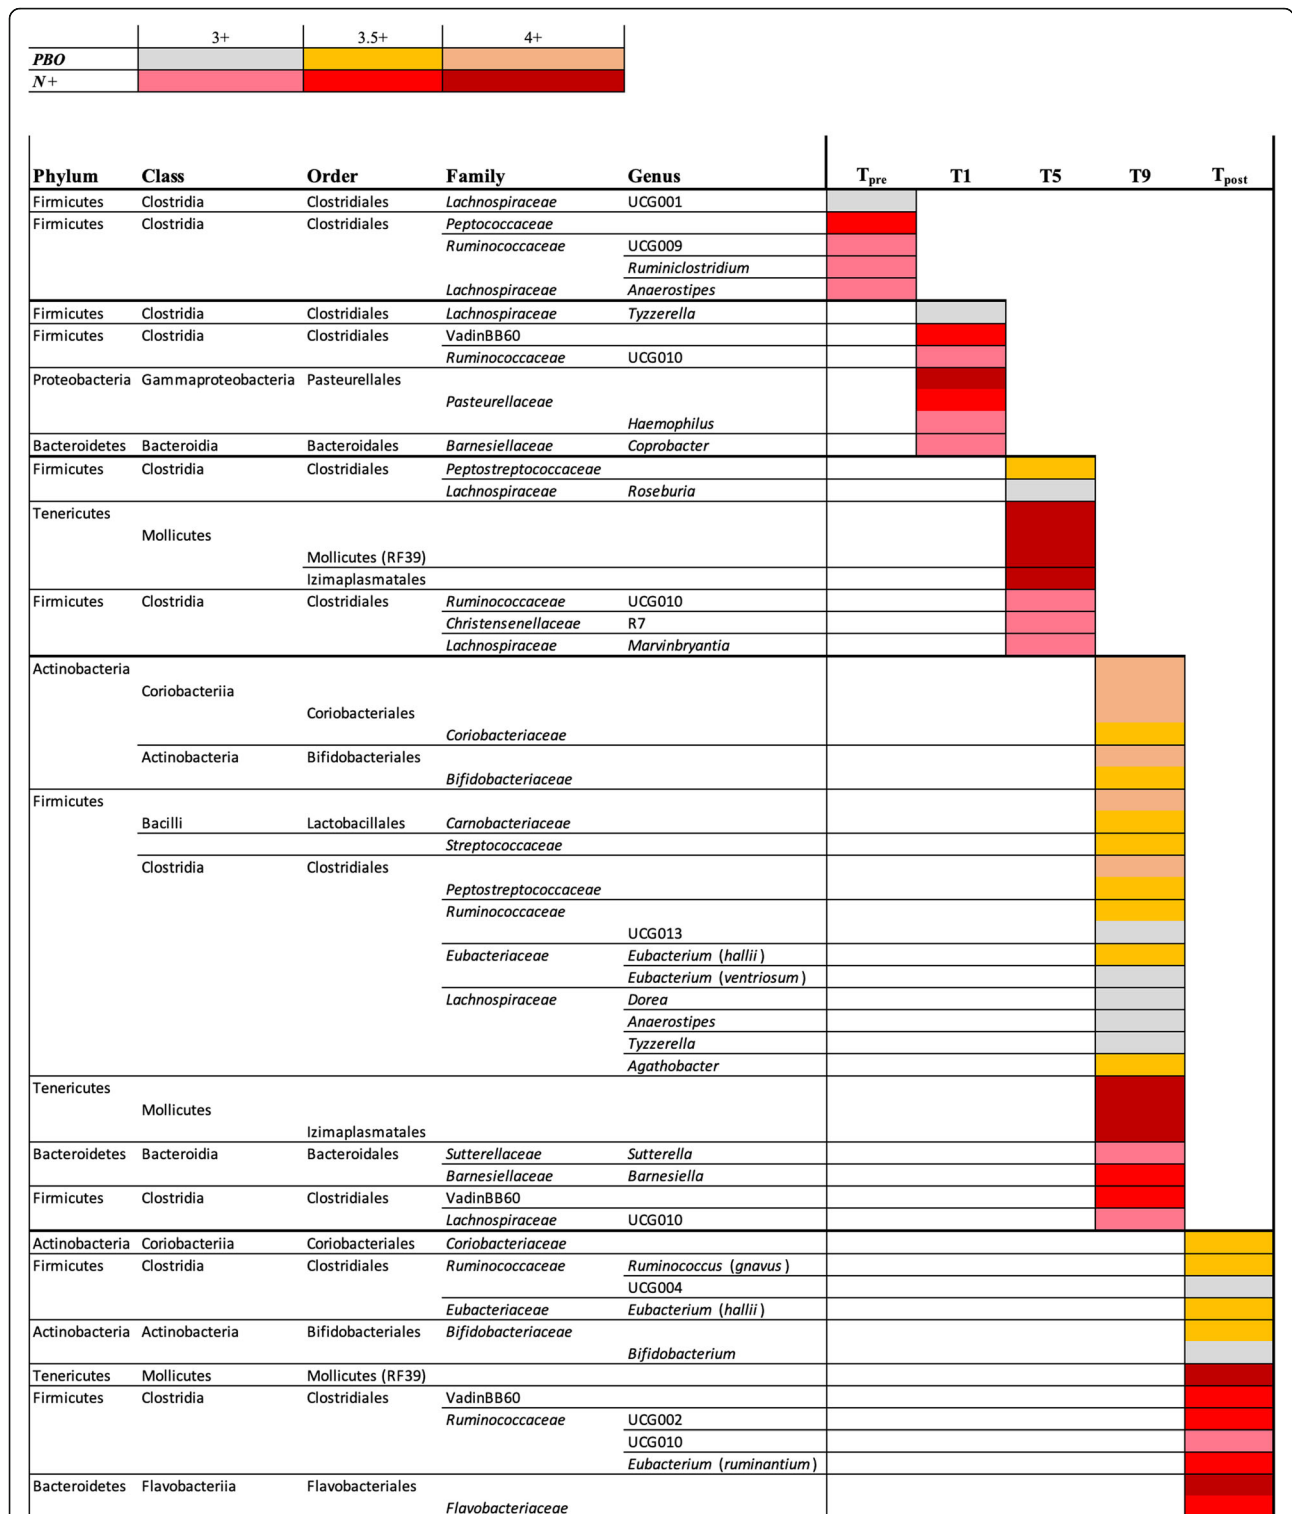 3+ 3.5+ 4+
PBO
N+
Phylum Class Order Family Genus Tpre T1 T5 T9 Tpost
Firmicutes Clostridia Clostridiales Lachnospiraceae UCG001
Firmicutes Clostridia Clostridiales Peptococcaceae
Ruminococcaceae UCG009
Ruminiclostridium
Lachnospiraceae Anaerostipes
Firmicutes Clostridia Clostridiales Lachnospiraceae Tyzzerella
Firmicutes Clostridia Clostridiales VadinBB60
Ruminococcaceae UCG010
Proteobacteria Gammaproteobacteria Pasteurellales
Pasteurellaceae
Haemophilus
Bacteroidetes Bacteroidia Bacteroidales Barnesiellaceae Coprobacter
Firmicutes Clostridia Clostridiales Peptostreptococcaceae
Lachnospiraceae Roseburia
Tenericutes
Mollicutes
Mollicutes (RF39)
Izimaplasmatales
Firmicutes Clostridia Clostridiales Ruminococcaceae UCG010
Christensenellaceae R7
Lachnospiraceae Marvinbryantia
Actinobacteria
Coriobacteriia
Coriobacteriales
Coriobacteriaceae
Actinobacteria Bifidobacteriales
Bifidobacteriaceae
Firmicutes
Bacilli Lactobacillales Carnobacteriaceae
Streptococcaceae
Clostridia Clostridiales
Peptostreptococcaceae
Ruminococcaceae
UCG013
Eubacteriaceae Eubacterium (hallii)
Eubacterium (ventriosum)
Lachnospiraceae Dorea
Anaerostipes
Tyzzerella
Agathobacter
Tenericutes
Mollicutes
Izimaplasmatales
Bacteroidetes Bacteroidia Bacteroidales Sutterellaceae Sutterella
Barnesiellaceae Barnesiella
Firmicutes Clostridia Clostridiales VadinBB60
Lachnospiraceae UCG010
Actinobacteria Coriobacteriia Coriobacteriales Coriobacteriaceae
Firmicutes Clostridia Clostridiales Ruminococcaceae Ruminococcus (gnavus)
UCG004
Eubacteriaceae Eubacterium (hallii)
Actinobacteria Actinobacteria Bifidobacteriales Bifidobacteriaceae
Bifidobacterium
Tenericutes Mollicutes Mollicutes (RF39)
Firmicutes Clostridia Clostridiales VadinBB60
Ruminococcaceae UCG002
UCG010
Eubacterium (ruminantium)
Bacteroidetes Flavobacteriia Flavobacteriales
Flavobacteriaceae